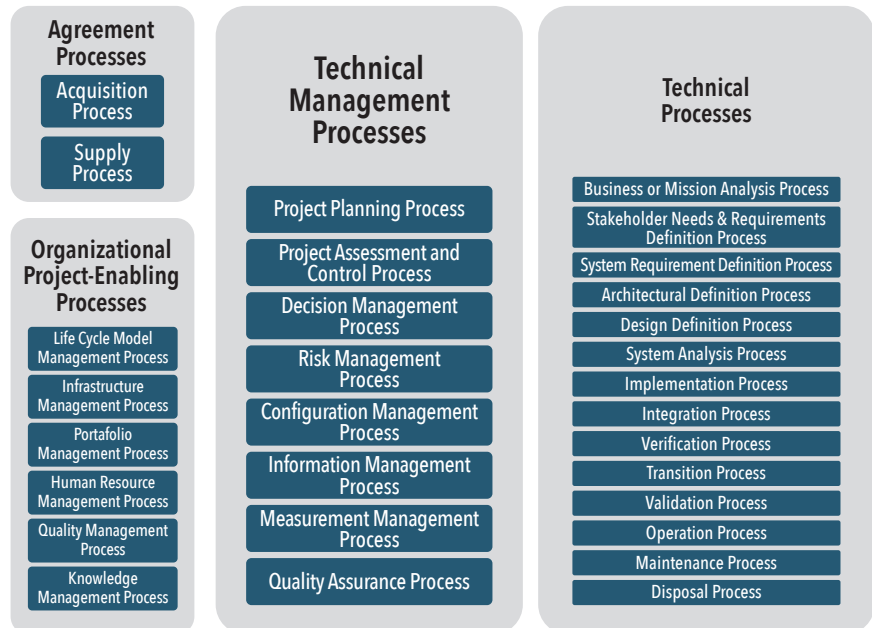 Agreement
Processes
Acquisition
Process
Supply
Process
Organizational
Project-Enabling
Processes
Life Cycle Model
Management Process
Infrastructure
Management Process
Portafolio
Management Process
Human Resource
Management Process
Quality Management
Process
Knowledge
Management Process
Technical
Management
Processes
Project Planning Process
Project Assessment and
Control Process
Decision Management
Process
Risk Management
Process
Configuration Management
Process
Information Management
Process
Measurement Management
Process
Quality Assurance Process
Technical
Processes
Business or Mission Analysis Process
Stakeholder Needs & Requirements
Definition Process
System Requirement Definition Process
Architectural Definition Process
Design Definition Process
System Analysis Process
Implementation Process
Integration Process
Verification Process
Transition Process
Validation Process
Operation Process
Maintenance Process
Disposal Process